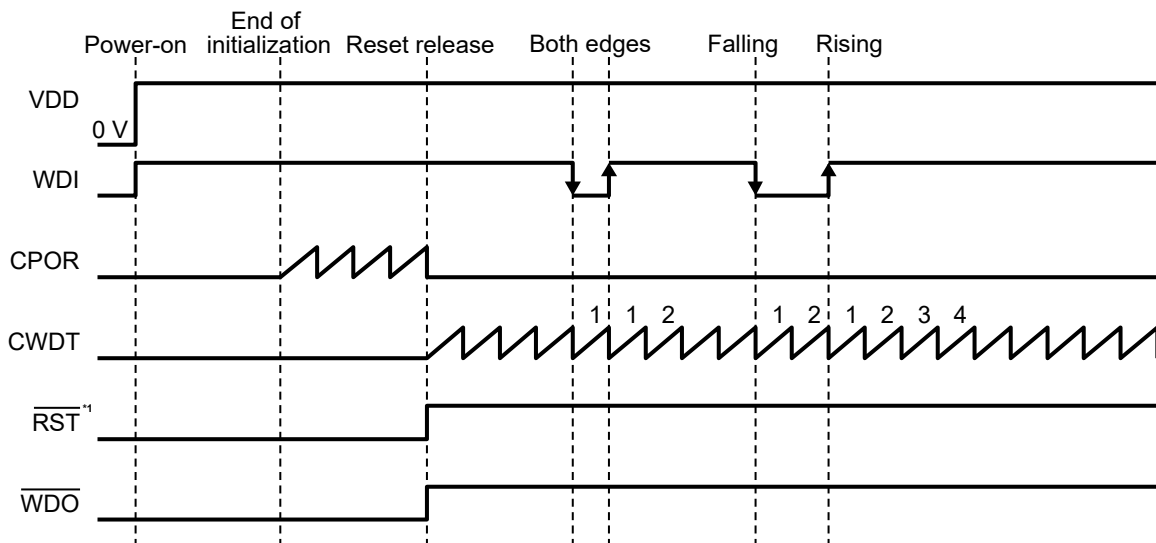 End of
Power-on initialization Reset release Both edges Falling Rising
VDD
0 V
WDI
CPOR
1 1 2 1 2 1 2 3 4
CWDT
RST*1
WDO